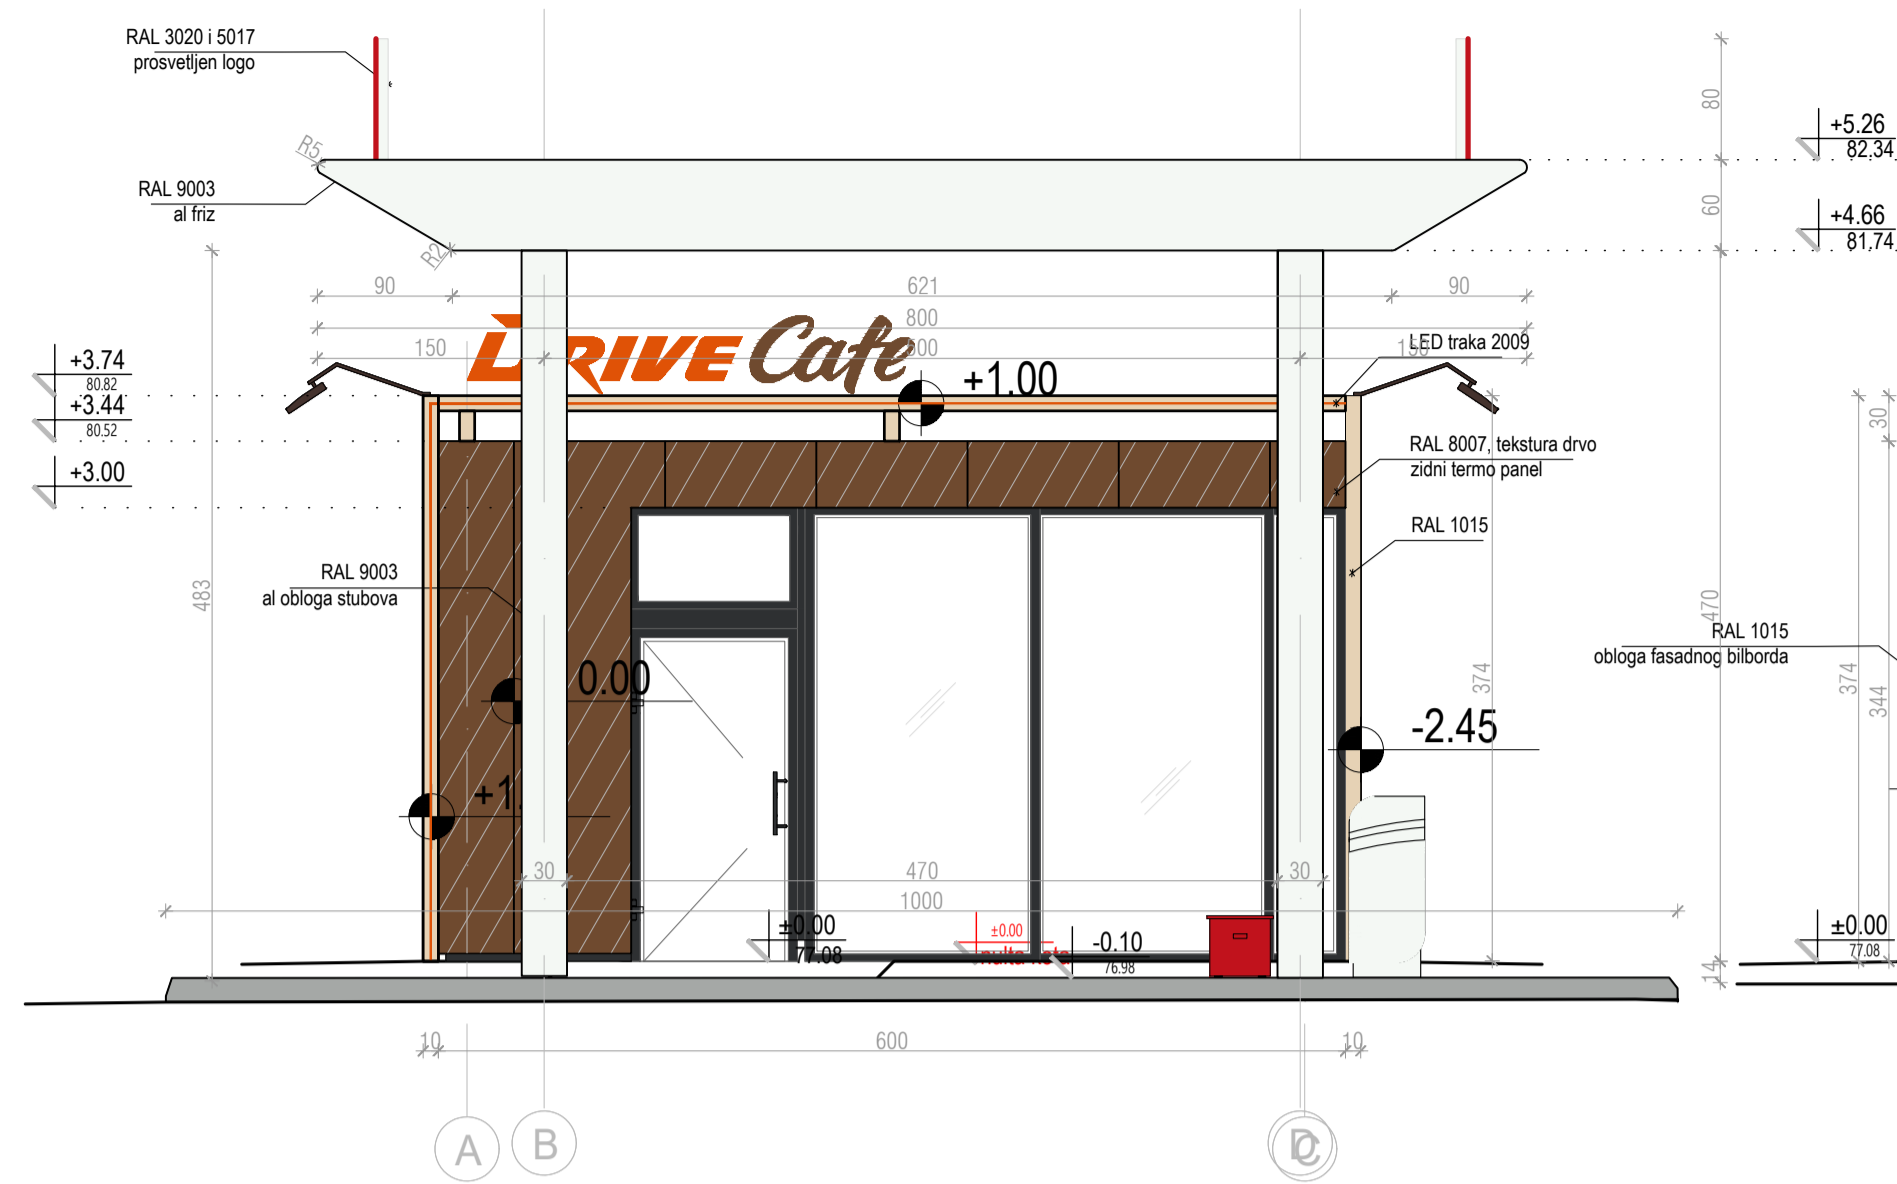 RAL 3020 i 5017
prosvetljen logo
80
+5.26
82.34
R5
RAL 9003
al friz
60
+4.66
81.74
R2
90
621
90
800
DRIVE Cafe
150
600
150
LED traka 2009
+3.74
80.82
+1.00
+3.44
80.52
30
RAL 8007, tekstura drvo
zidni termo panel
+3.00
RAL 1015
RAL 9003
al obloga stubova
483
470
RAL 1015
obloga fasadnog bilborda
0.00
374
374
344
-2.45
+1.
30
470
30
1000
±0.00
77.08
±0.00
nulta kota
-0.10
76.98
±0.00
77.08
14
10
600
10
A
B
D
C